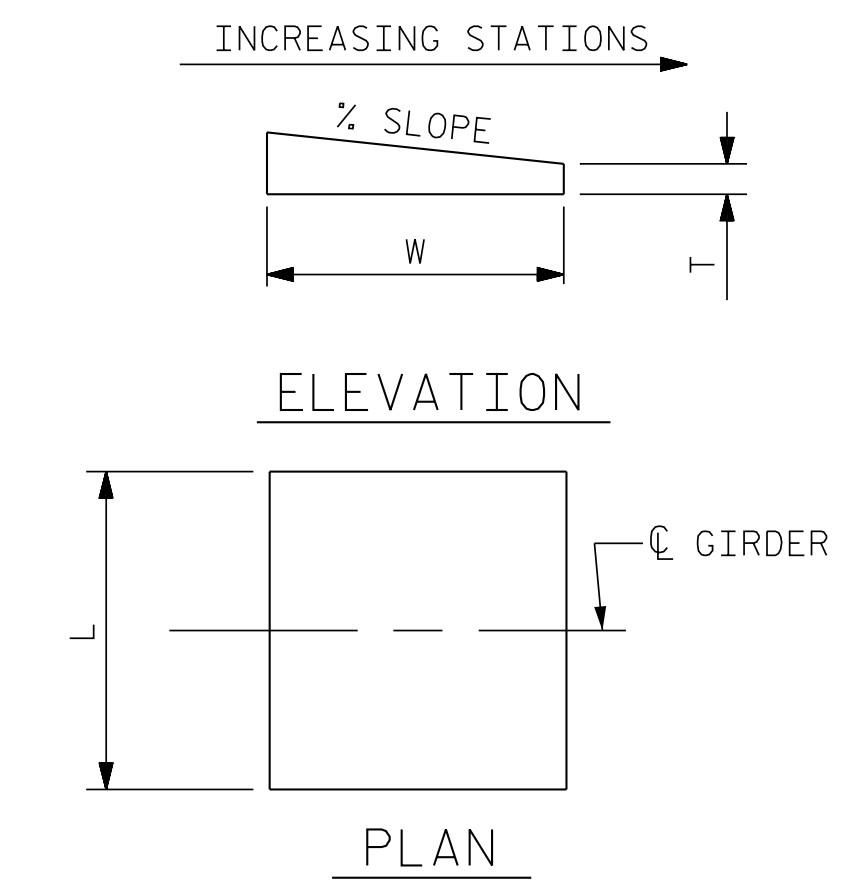 INCREASING STATIONS
% SLOPE
W
T
ELEVATION
℄ GIRDER
L
PLAN